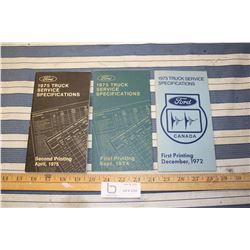 Ford
1975 TRUCK
SERVICE
SPECIFICATIONS
Second Printing
April, 1975
Ford
1975 TRUCK
SERVICE
SPECIFICATIONS
First Printing
Sept. 1974
1973 TRUCK SERVICE
SPECIFICATIONS
Ford
CANADA
First Printing
December, 1972